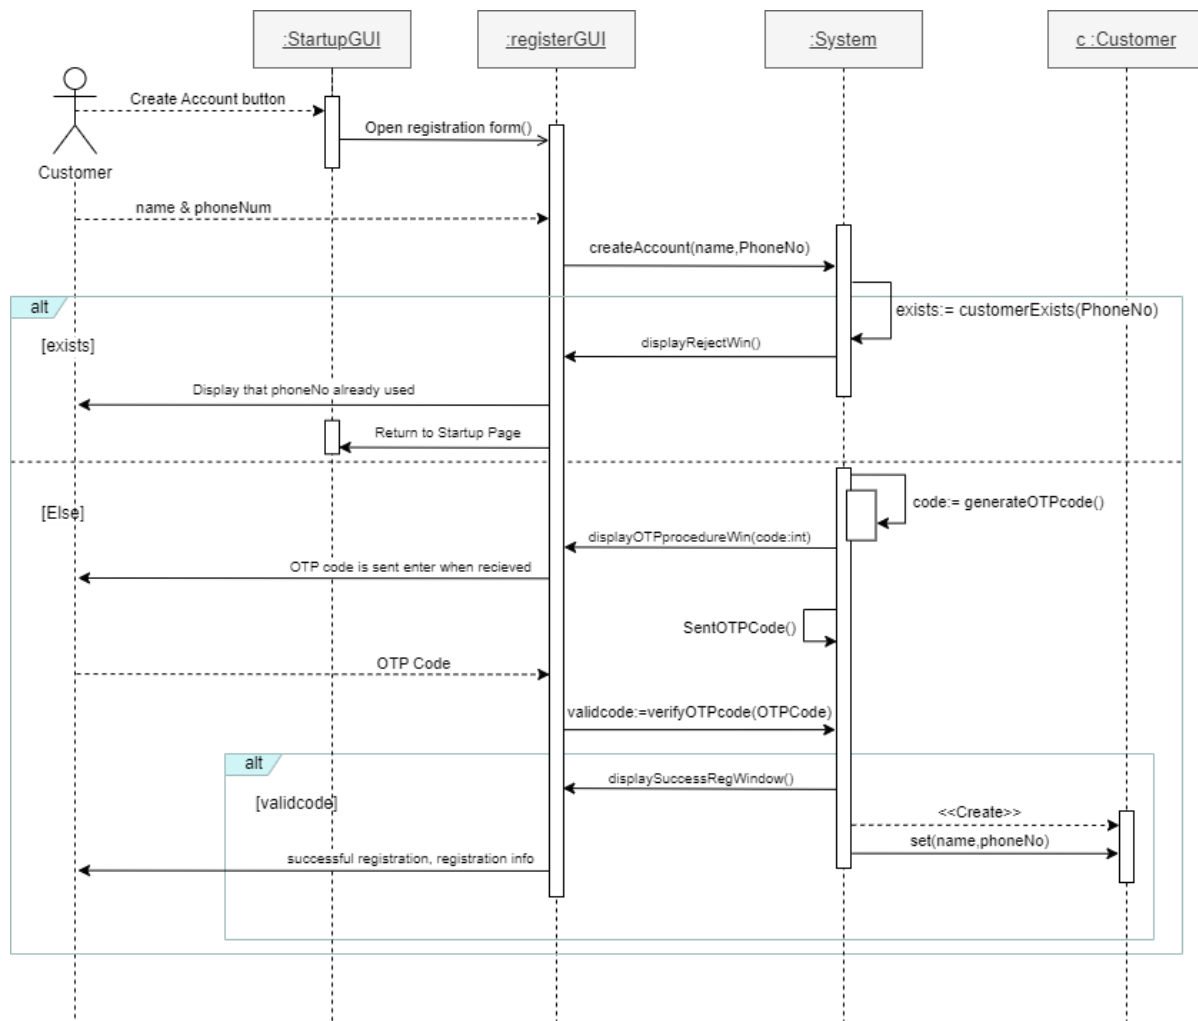 :StartupGUI
:registerGUI
:System
c :Customer
Create Account button
Open registration form()
Customer
name & phoneNum
createAccount(name,PhoneNo)
alt
exists:= customerExists(PhoneNo)
[exists]
displayRejectWin()
Display that phoneNo already used
Return to Startup Page
[Else]
code:= generateOTPcode()
displayOTPprocedureWin(code:int)
OTP code is sent enter when recieved
SentOTPCode()
OTP Code
validcode:=verifyOTPcode(OTPCode)
alt
displaySuccessRegWindow()
[validcode]
<<Create>>
set(name,phoneNo)
successful registration, registration info